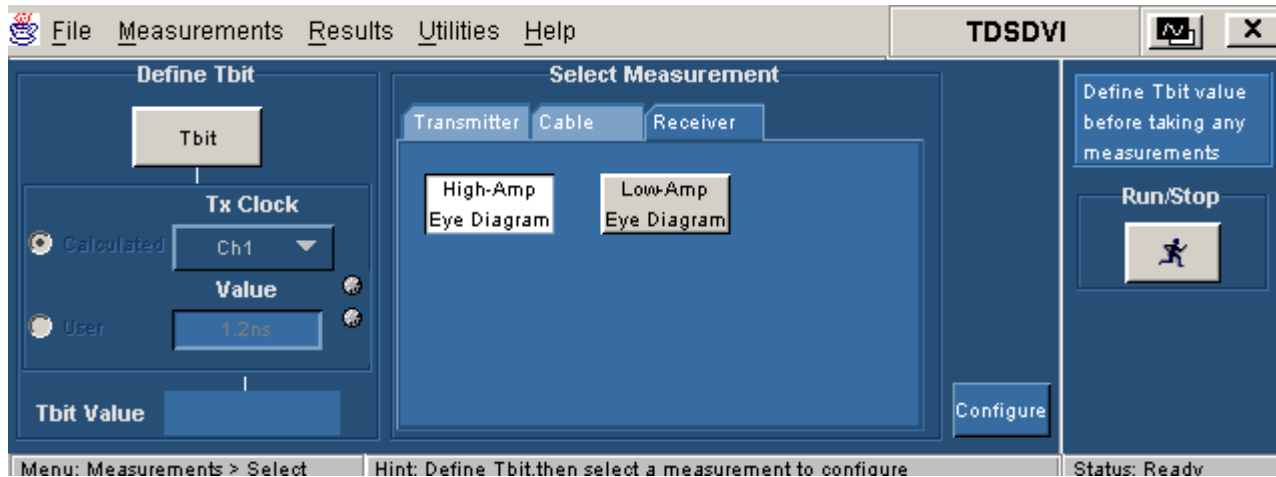 File Measurements Results Utilities Help TDSDVI X
Define Tbit
Tbit
Tx Clock
Calculated
Ch1
Value
User
1.2ns
Tbit Value
Select Measurement
Transmitter Cable Receiver
High-Amp
Eye Diagram
Low-Amp
Eye Diagram
Configure
Define Tbit value
before taking any
measurements
Run/Stop
Menu: Measurements > Select
Hint: Define Tbit,then select a measurement to configure
Status: Ready